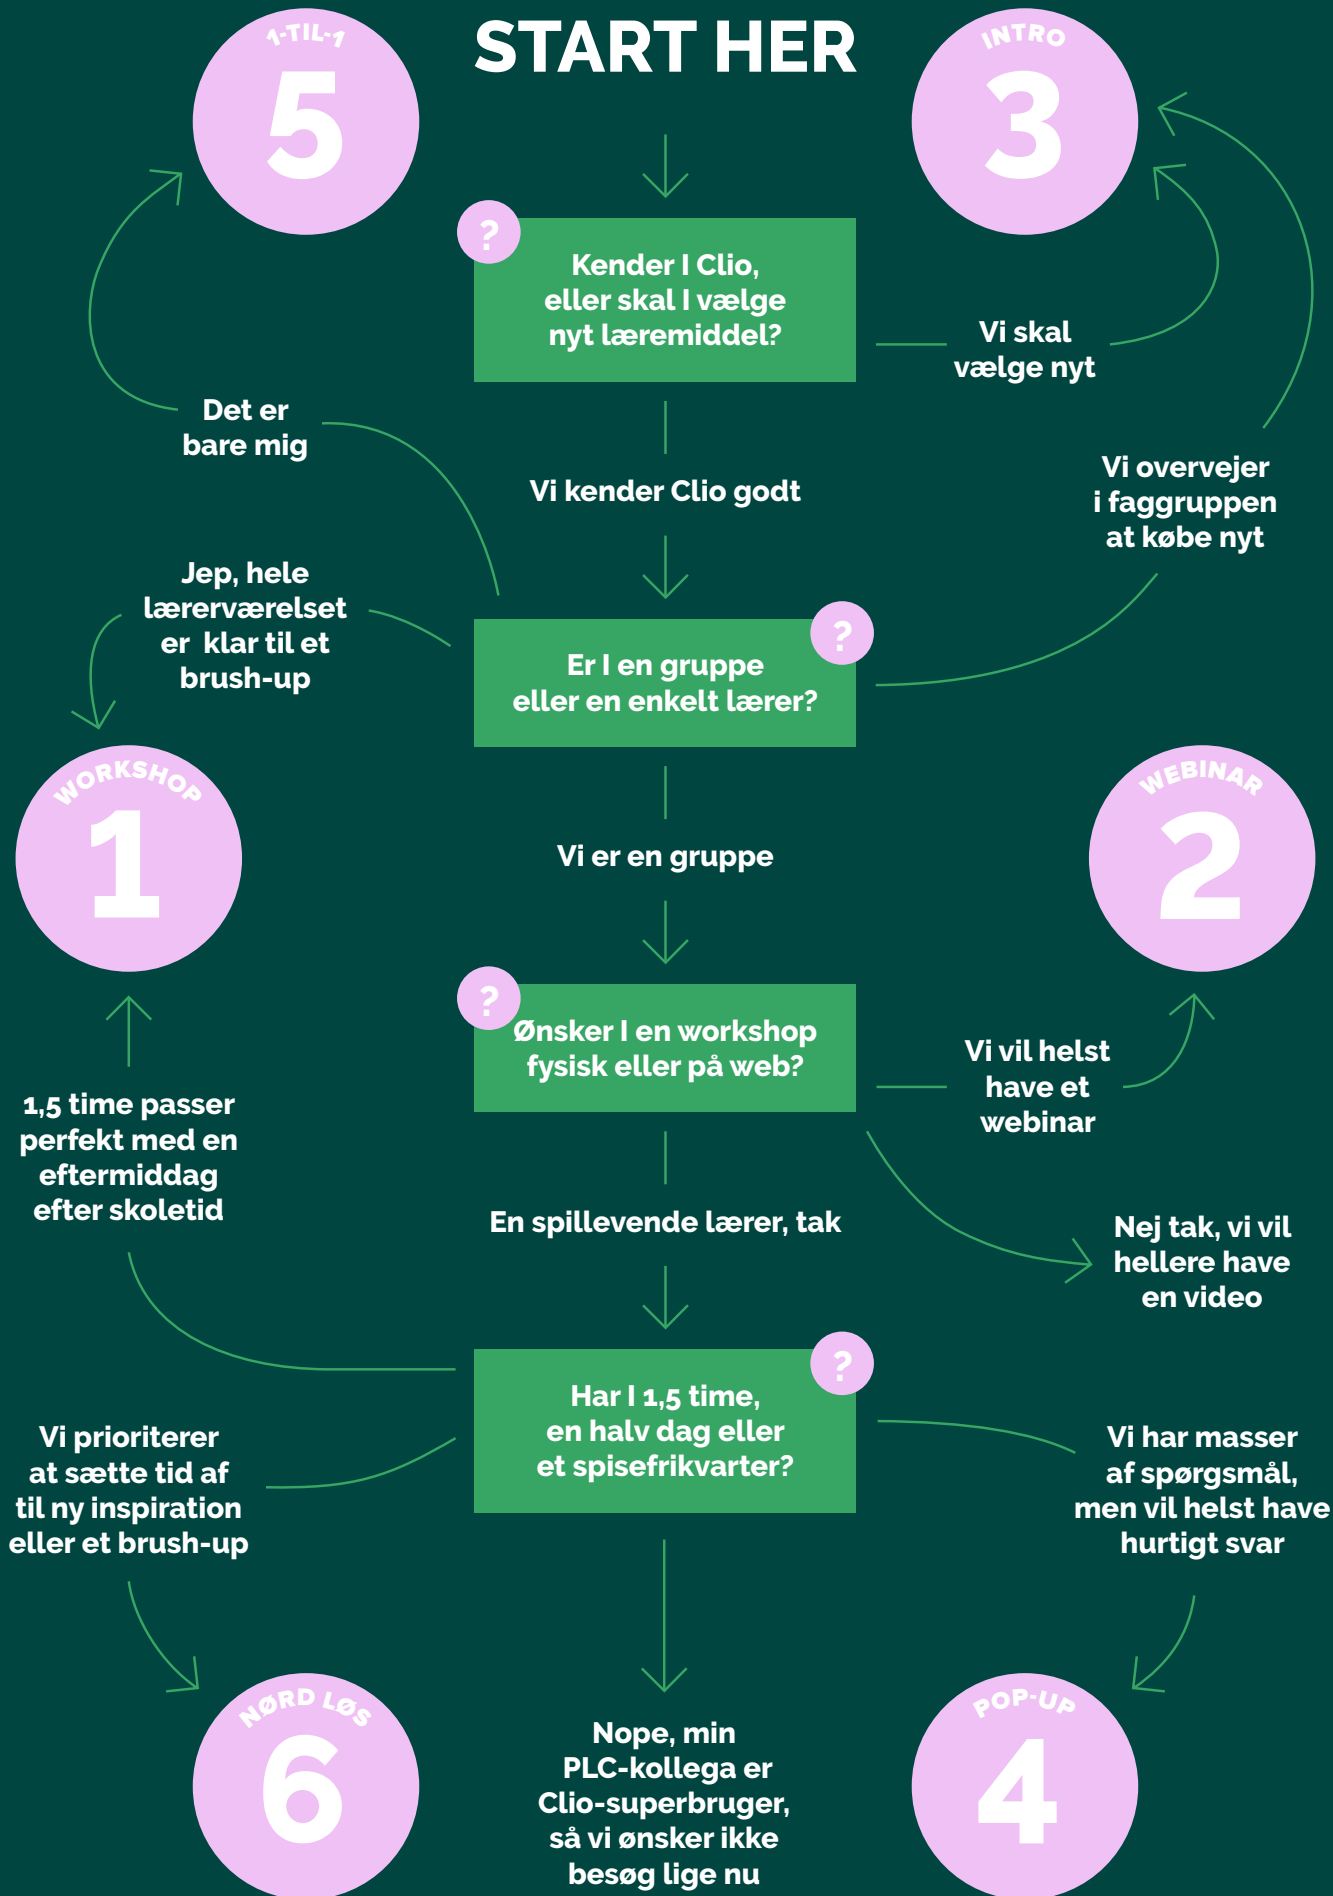 START HER
1-TIL-1
5
INTRO
3
?
Kender I Clio,
eller skal I vælge
nyt læremiddel?
Vi skal
vælge nyt
Det er
bare mig
Vi kender Clio godt
Vi overvejer
i faggruppen
at købe nyt
Jep, hele
lærerværelset
er klar til et
brush-up
?
Er I en gruppe
eller en enkelt lærer?
WORKSHOP
1
WEBINAR
2
Vi er en gruppe
?
Ønsker I en workshop
fysisk eller på web?
Vi vil helst
have et
webinar
1,5 time passer
perfekt med en
eftermiddag
efter skoletid
En spillevende lærer, tak
Nej tak, vi vil
hellere have
en video
?
Har I 1,5 time,
en halv dag eller
et spisefrikvarter?
Vi prioriterer
at sætte tid af
til ny inspiration
eller et brush-up
Vi har masser
af spørgsmål,
men vil helst have
hurtigt svar
NØRD LØS
6
Nope, min
PLC-kollega er
Clio-superbruger,
så vi ønsker ikke
besøg lige nu
POP-UP
4